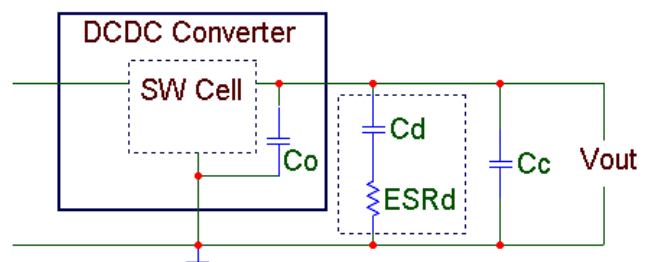 DCDC Converter
SW Cell
Co
Cd
ESRd
Cc
Vout